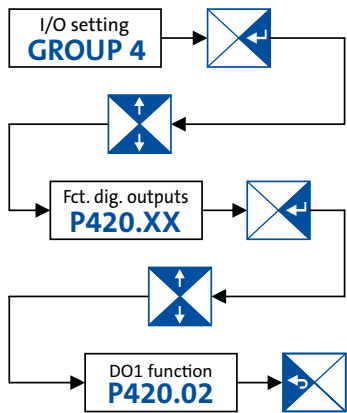 I/O setting
GROUP 4
Fct. dig. outputs
P420.XX
DO1 function
P420.02